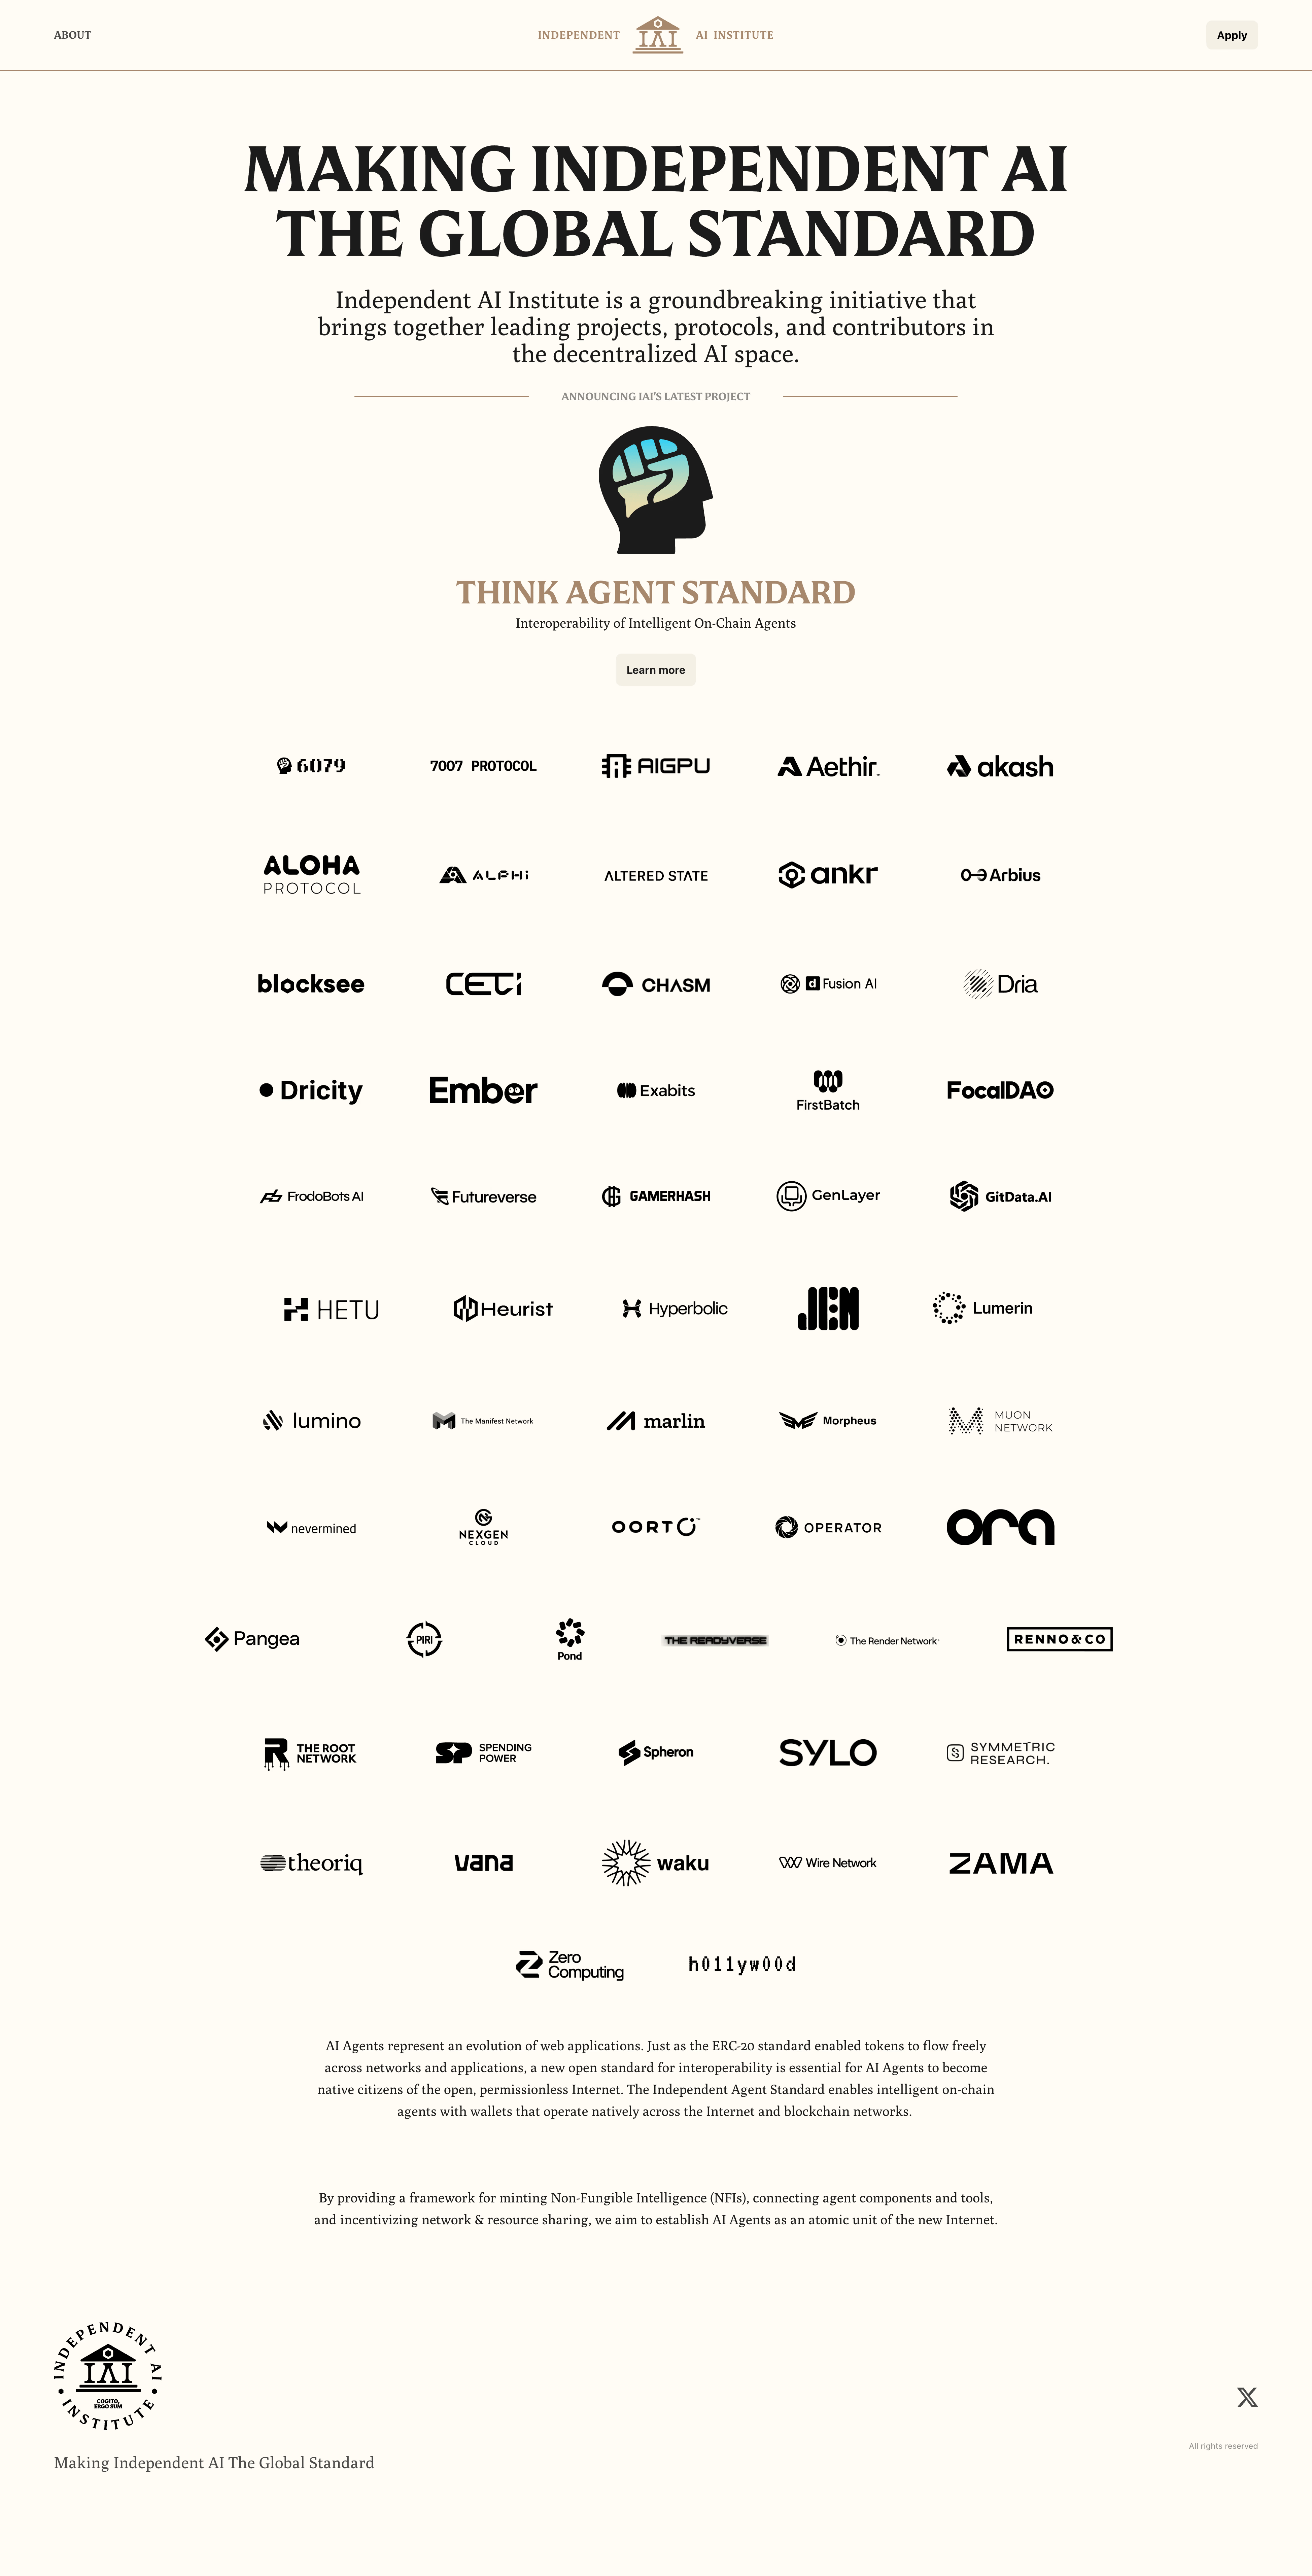 ABOUT
INDEPENDENT IAI AI INSTITUTE
Apply
MAKING INDEPENDENT AI
THE GLOBAL STANDARD
Independent AI Institute is a groundbreaking initiative that
brings together leading projects, protocols, and contributors in
the decentralized AI space.
ANNOUNCING IAI'S LATEST PROJECT
THINK AGENT STANDARD
Interoperability of Intelligent On-Chain Agents
Learn more
6079
7007 PROTOCOL
AIGPU
Aethir
akash
ALOHA
PROTOCOL
ALPHi
ALTERED STATE
ankr
Arbius
blocksee
CETi
CHASM
d Fusion AI
Dria
Dricity
Ember
Exabits
FirstBatch
FocalDAO
FrodoBots AI
Futureverse
GAMERHASH
GenLayer
GitData.AI
HETU
Heurist
Hyperbolic
JEN
Lumerin
lumino
The Manifest Network
marlin
Morpheus
MUON
NETWORK
nevermined
NEXGEN
CLOUD
OORT
OPERATOR
ora
Pangea
PIRI
Pond
THE READYVERSE
The Render Network
RENNO&CO
THE ROOT
NETWORK
SP SPENDING
POWER
Spheron
SYLO
SYMMETRIC
RESEARCH.
theoriq
vana
waku
Wire Network
ZAMA
Zero
Computing
h011yw00d
AI Agents represent an evolution of web applications. Just as the ERC-20 standard enabled tokens to flow freely
across networks and applications, a new open standard for interoperability is essential for AI Agents to become
native citizens of the open, permissionless Internet. The Independent Agent Standard enables intelligent on-chain
agents with wallets that operate natively across the Internet and blockchain networks.
By providing a framework for minting Non-Fungible Intelligence (NFIs), connecting agent components and tools,
and incentivizing network & resource sharing, we aim to establish AI Agents as an atomic unit of the new Internet.
INDEPENDENT AI
IAI
COGITO,
ERGO SUM
INSTITUTE
Making Independent AI The Global Standard
All rights reserved